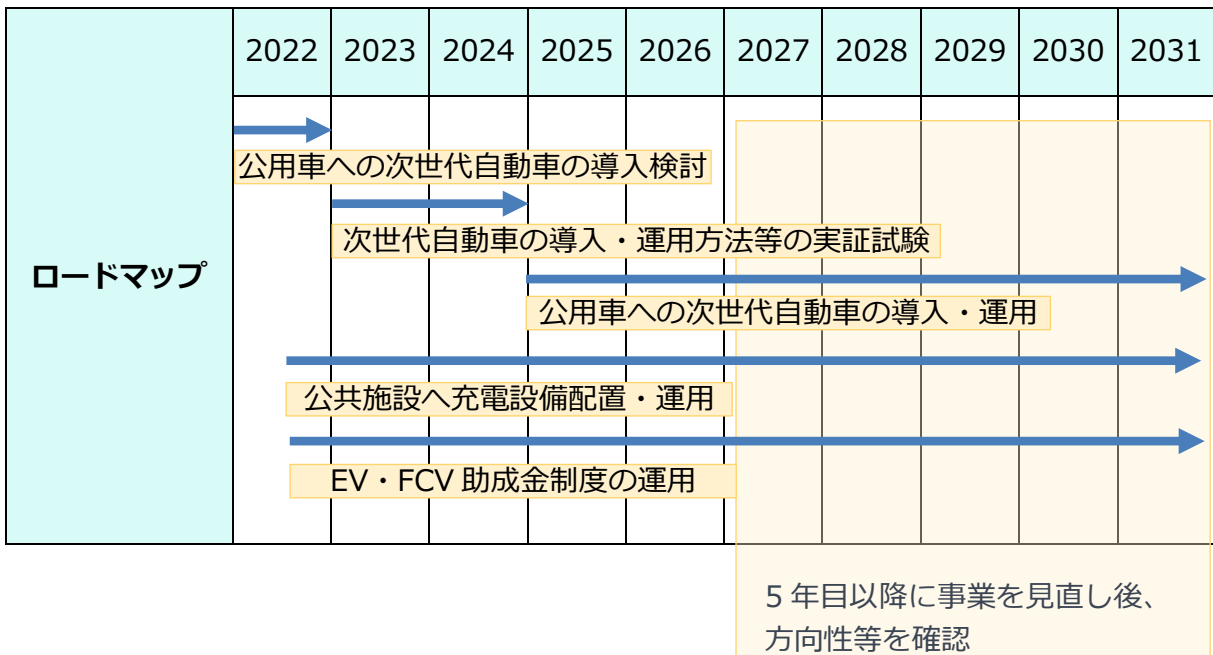 2022 2023 2024 2025 2026 2027 2028 2029 2030 2031
公用車への次世代自動車の導入検討
次世代自動車の導入・運用方法等の実証試験
ロードマップ
公用車への次世代自動車の導入・運用
公共施設へ充電設備配置・運用
EV・FCV 助成金制度の運用
5 年目以降に事業を見直し後、
方向性等を確認